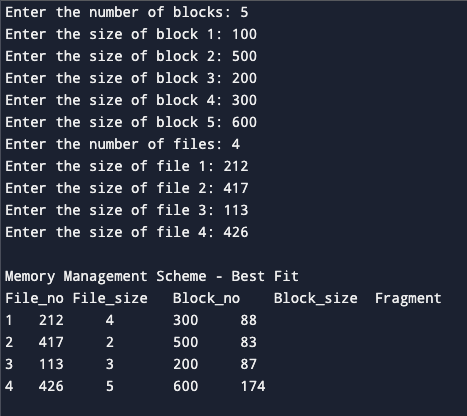 Enter the number of blocks: 5
Enter the size of block 1: 100
Enter the size of block 2: 500
Enter the size of block 3: 200
Enter the size of block 4: 300
Enter the size of block 5: 600
Enter the number of files: 4
Enter the size of file 1: 212
Enter the size of file 2: 417
Enter the size of file 3: 113
Enter the size of file 4: 426

Memory Management Scheme - Best Fit
File_no File_size   Block_no    Block_size  Fragment
1   212     4       300     88
2   417     2       500     83
3   113     3       200     87
4   426     5       600     174